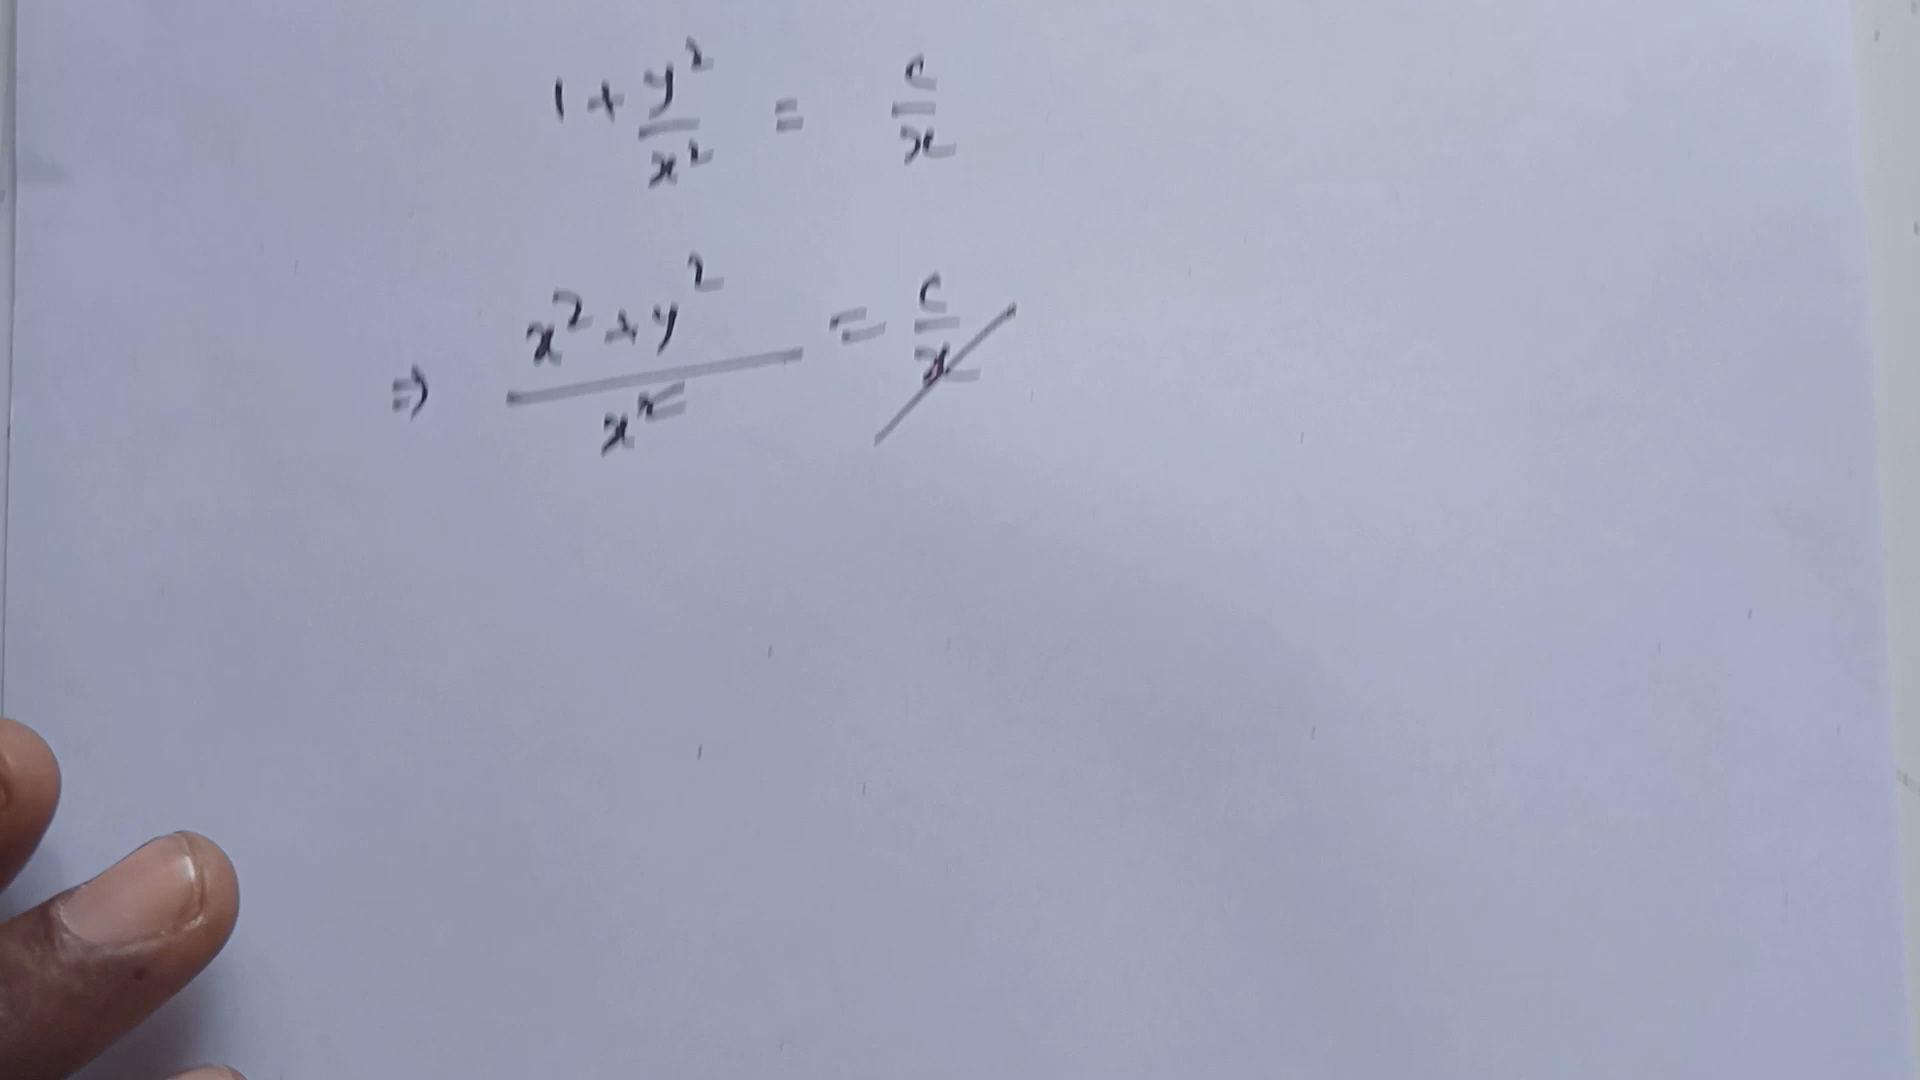 1 + y²/x² = c/x
⇒ x² + y²/x² = c/x